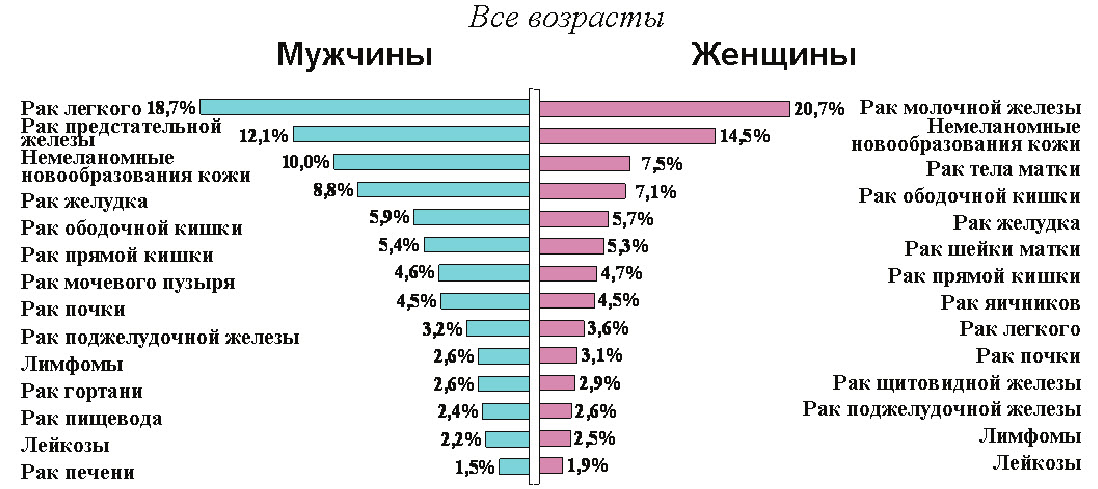 Все возрасты
Мужчины
Женщины
Рак легкого 18,7%
Рак предстательной
железы
12,1%
Немеланомные
новообразования кожи
10,0%
Рак желудка
8,8%
Рак ободочной кишки
5,9%
Рак прямой кишки
5,4%
Рак мочевого пузыря
4,6%
Рак почки
4,5%
Рак поджелудочной железы
3,2%
Лимфомы
2,6%
Рак гортани
2,6%
Рак пищевода
2,4%
Лейкозы
2,2%
Рак печени
1,5%
20,7% Рак молочной железы
14,5%
Немеланомные
новообразования кожи
7,5%
Рак тела матки
7,1%
Рак ободочной кишки
5,7%
Рак желудка
5,3%
Рак шейки матки
4,7%
Рак прямой кишки
4,5%
Рак яичников
3,6%
Рак легкого
3,1%
Рак почки
2,9%
Рак щитовидной железы
2,6%
Рак поджелудочной железы
2,5%
Лимфомы
1,9%
Лейкозы